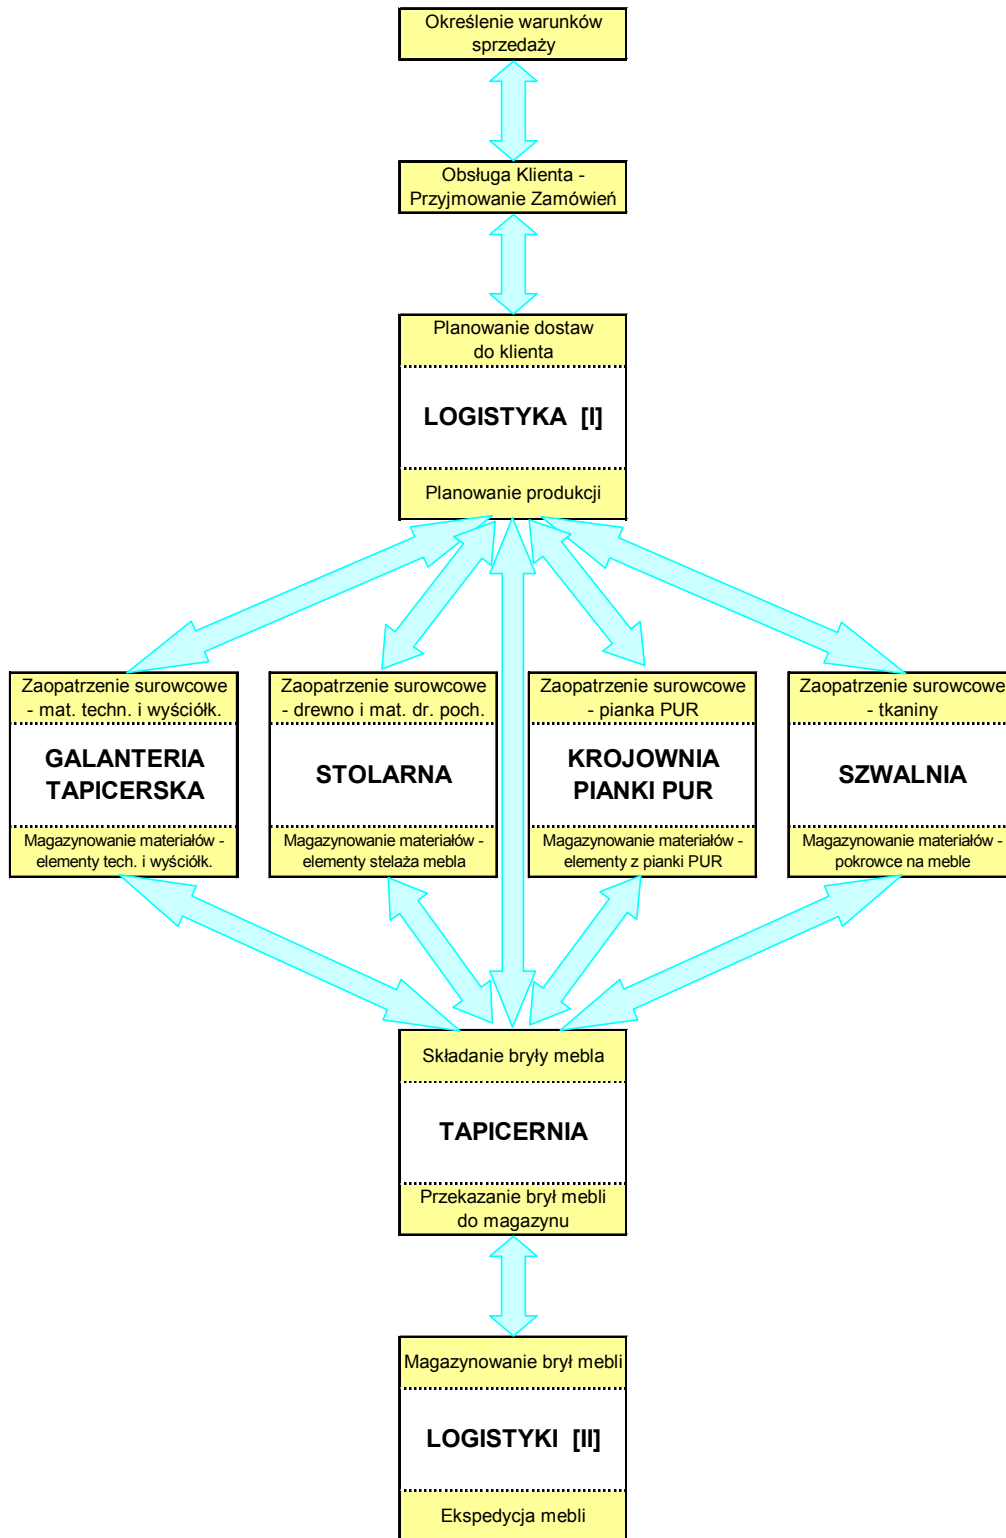 Określenie warunków
sprzedaży
Obsługa Klienta -
Przyjmowanie Zamówień
Planowanie dostaw
do klienta
LOGISTYKA [I]
Planowanie produkcji
Zaopatrzenie surowcowe
- mat. techn. i wyściółk.
GALANTERIA
TAPICERSKA
Magazynowanie materiałów -
elementy tech. i wyściółk.
Zaopatrzenie surowcowe
- drewno i mat. dr. poch.
STOLARNA
Magazynowanie materiałów -
elementy stelaża mebla
Zaopatrzenie surowcowe
- pianka PUR
KROJOWNIA
PIANKI PUR
Magazynowanie materiałów -
elementy z pianki PUR
Zaopatrzenie surowcowe
- tkaniny
SZWALNIA
Magazynowanie materiałów -
pokrowce na meble
Składanie bryły mebla
TAPICERNIA
Przekazanie brył mebli
do magazynu
Magazynowanie brył mebli
LOGISTYKI [II]
Ekspedycja mebli